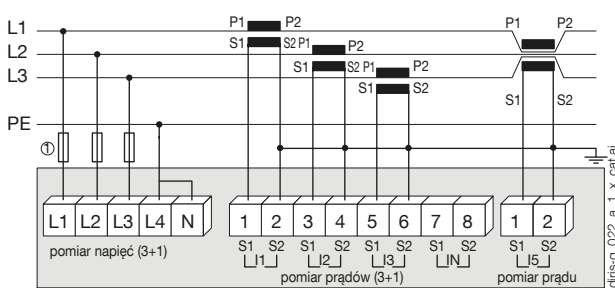 P1 P2 P1 P2
L1
S1 S2 P1 P2 S1 S2
L2
S1 S2 P1 P2
L3
S1 S2
PE
①
L1 L2 L3 L4 N 1 2 3 4 5 6 7 8 1 2
S1 S2 S1 S2 S1 S2 S1 S2 S1 S2
I1 I2 I3 IN I5
pomiar napięć (3+1)
pomiar prądów (3+1) pomiar prądu
diris-q_022_a_1_x_cat.ai